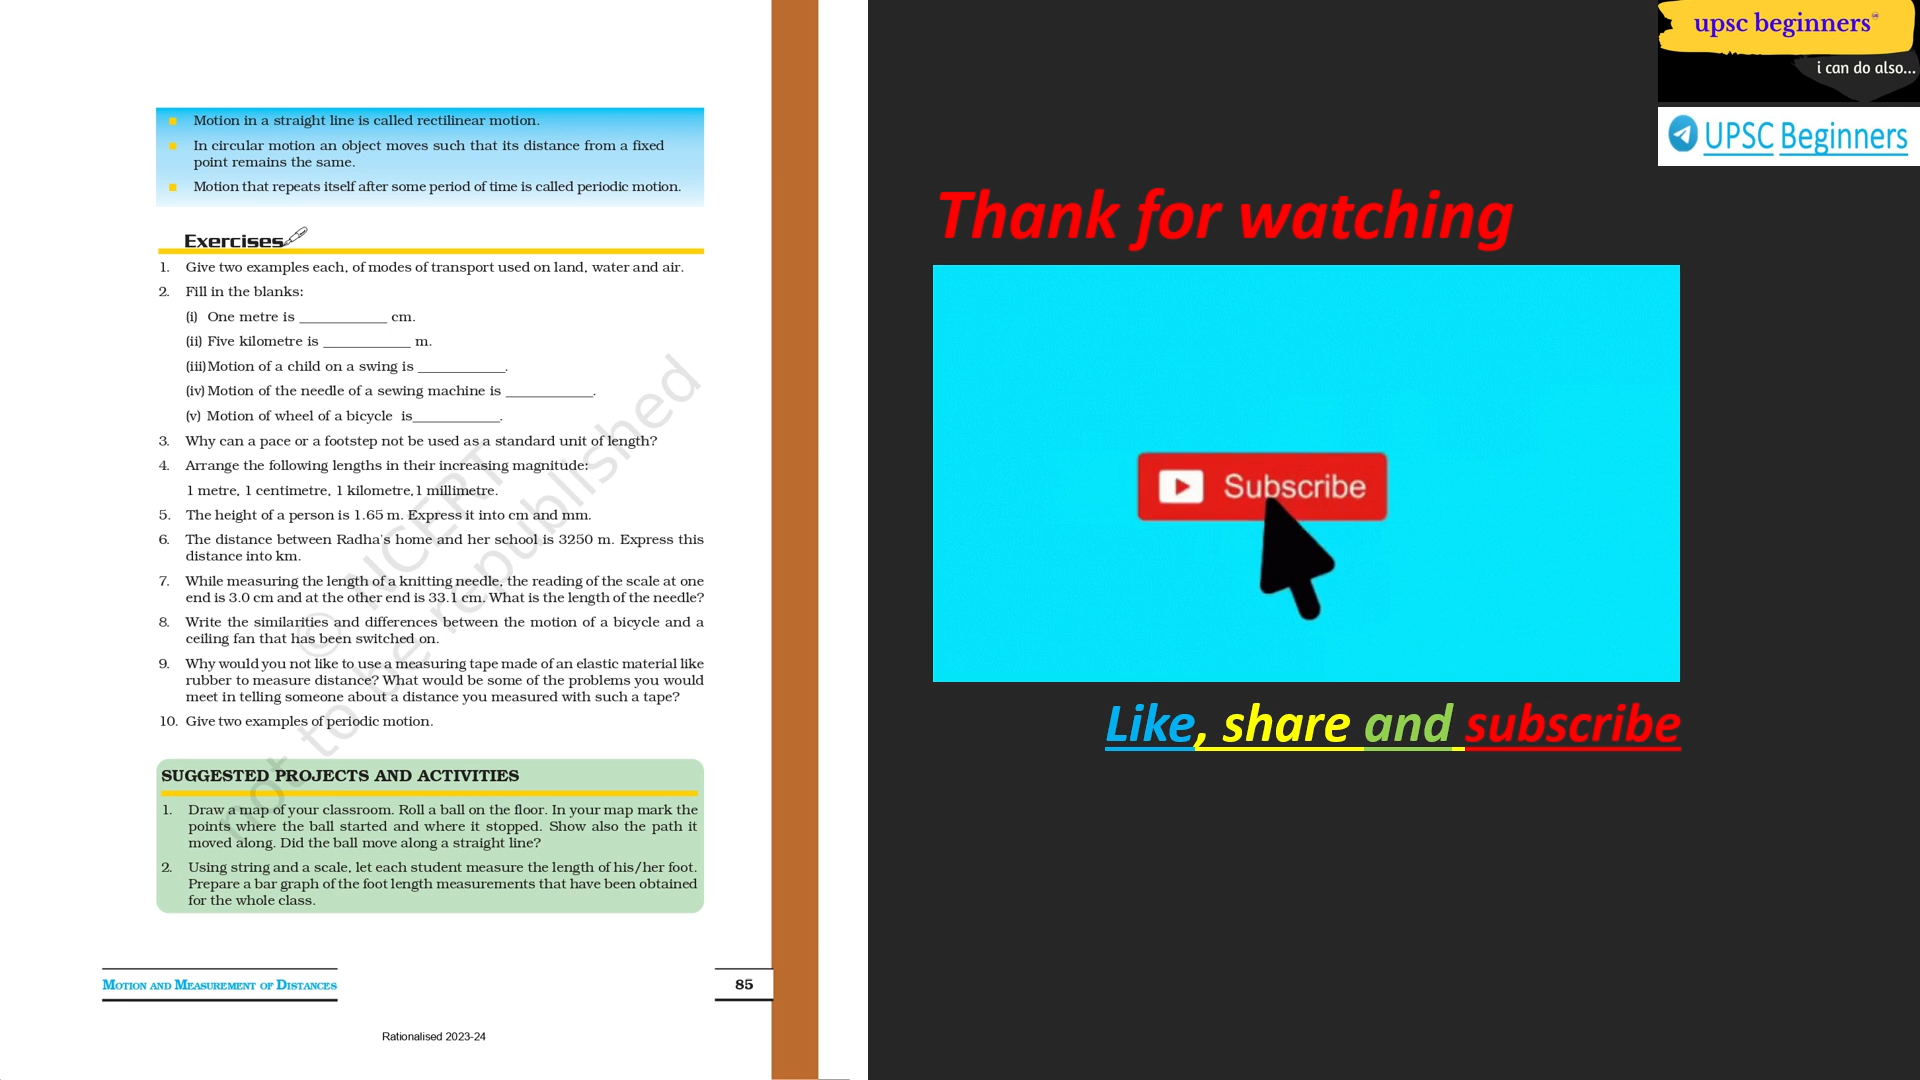 Motion in a straight line is called rectilinear motion.
In circular motion an object moves such that its distance from a fixed
point remains the same.
Motion that repeats itself after some period of time is called periodic motion.
Exercises
1. Give two examples each, of modes of transport used on land, water and air.
2. Fill in the blanks:
(i) One metre is ____________ cm.
(ii) Five kilometre is ____________ m.
(iii) Motion of a child on a swing is ____________.
(iv) Motion of the needle of a sewing machine is ____________.
(v) Motion of wheel of a bicycle is____________.
3. Why can a pace or a footstep not be used as a standard unit of length?
4. Arrange the following lengths in their increasing magnitude:
1 metre, 1 centimetre, 1 kilometre,1 millimetre.
5. The height of a person is 1.65 m. Express it into cm and mm.
6. The distance between Radha's home and her school is 3250 m. Express this
distance into km.
7. While measuring the length of a knitting needle, the reading of the scale at one
end is 3.0 cm and at the other end is 33.1 cm. What is the length of the needle?
8. Write the similarities and differences between the motion of a bicycle and a
ceiling fan that has been switched on.
9. Why would you not like to use a measuring tape made of an elastic material like
rubber to measure distance? What would be some of the problems you would
meet in telling someone about a distance you measured with such a tape?
10. Give two examples of periodic motion.
© NCERT
not to be republished
SUGGESTED PROJECTS AND ACTIVITIES
1. Draw a map of your classroom. Roll a ball on the floor. In your map mark the
points where the ball started and where it stopped. Show also the path it
moved along. Did the ball move along a straight line?
2. Using string and a scale, let each student measure the length of his/her foot.
Prepare a bar graph of the foot length measurements that have been obtained
for the whole class.
MOTION AND MEASUREMENT OF DISTANCES
85
Rationalised 2023-24
upsc beginners
i can do also...
UPSC Beginners
Thank for watching
Subscribe
Like, share and subscribe